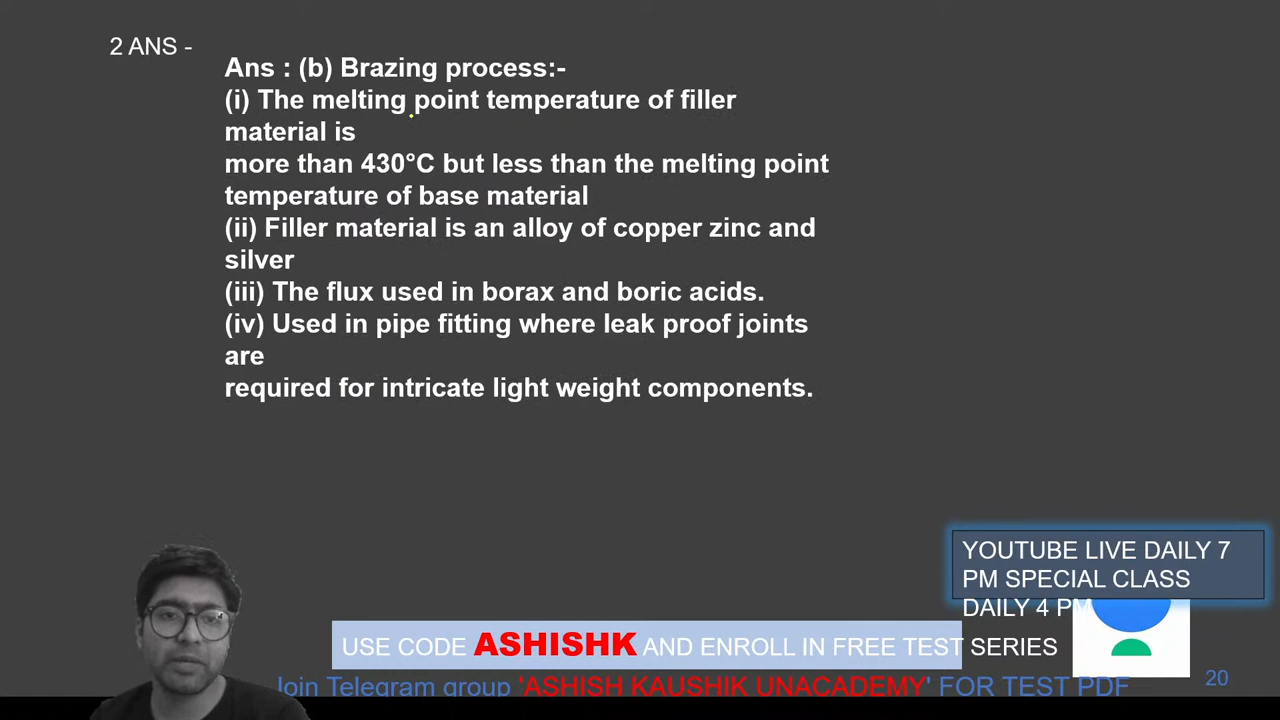 2 ANS -
Ans : (b) Brazing process:-
(i) The melting point temperature of filler
material is
more than 430°C but less than the melting point
temperature of base material
(ii) Filler material is an alloy of copper zinc and
silver
(iii) The flux used in borax and boric acids.
(iv) Used in pipe fitting where leak proof joints
are
required for intricate light weight components.
YOUTUBE LIVE DAILY 7
PM SPECIAL CLASS
DAILY 4 PM
USE CODE ASHISHK AND ENROLL IN FREE TEST SERIES
Join Telegram group 'ASHISH KAUSHIK UNACADEMY' FOR TEST PDF
20